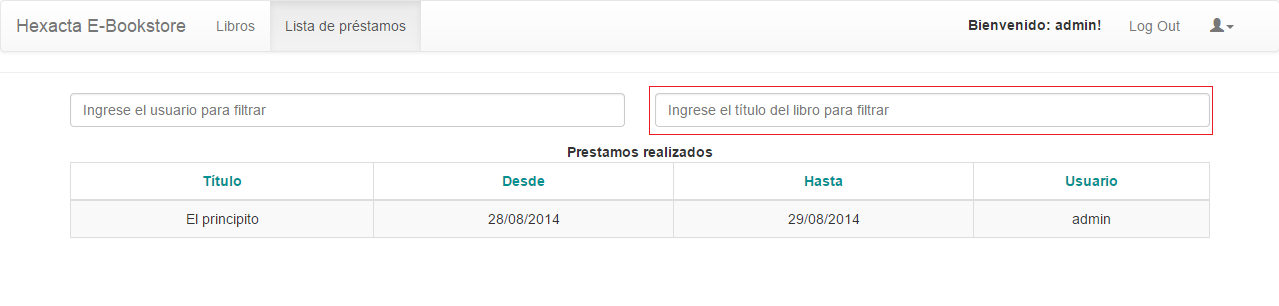 Hexacta E-Bookstore Libros Lista de préstamos Bienvenido: admin! Log Out
Ingrese el usuario para filtrar Ingrese el título del libro para filtrar
Prestamos realizados
Título Desde Hasta Usuario
El principito 28/08/2014 29/08/2014 admin